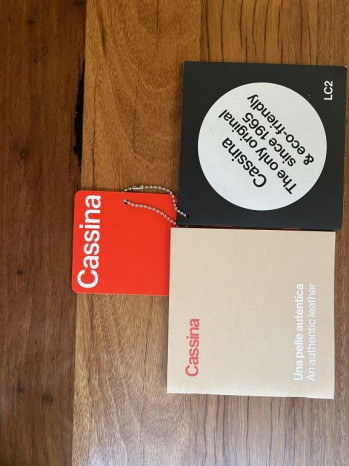 Cassina
The only original
since 1965
& eco-friendly
LC2
Cassina
Cassina
Una pelle autentica
An authentic leather